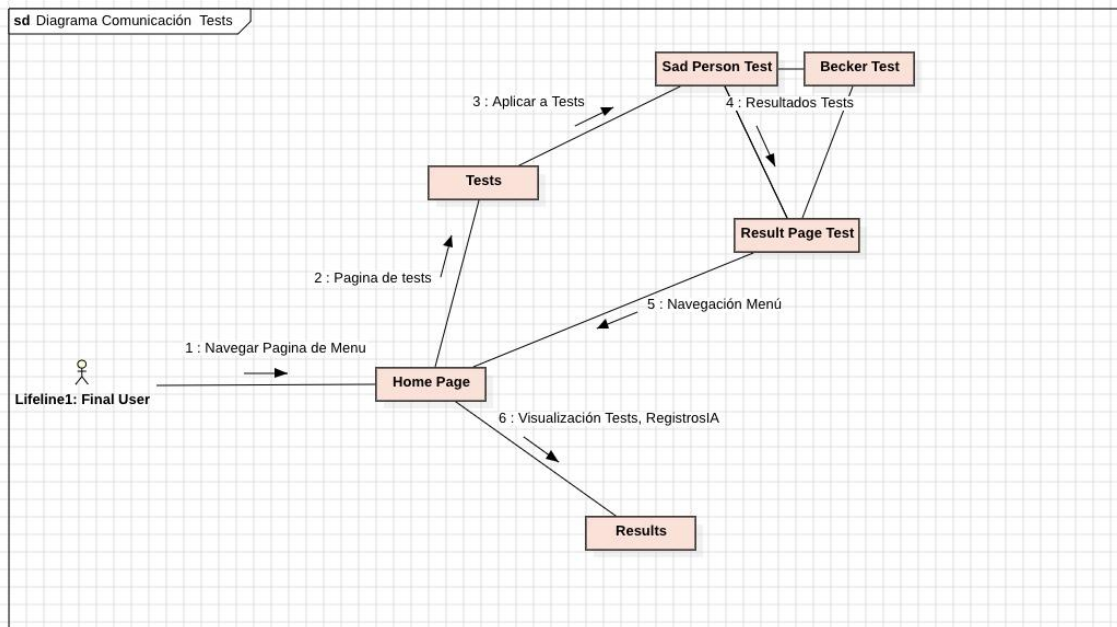 sd Diagrama Comunicación Tests
Sad Person Test
Becker Test
3 : Aplicar a Tests
4 : Resultados Tests
Tests
Result Page Test
2 : Pagina de tests
5 : Navegación Menú
1 : Navegar Pagina de Menu
Home Page
Lifeline1: Final User
6 : Visualización Tests, RegistrosIA
Results